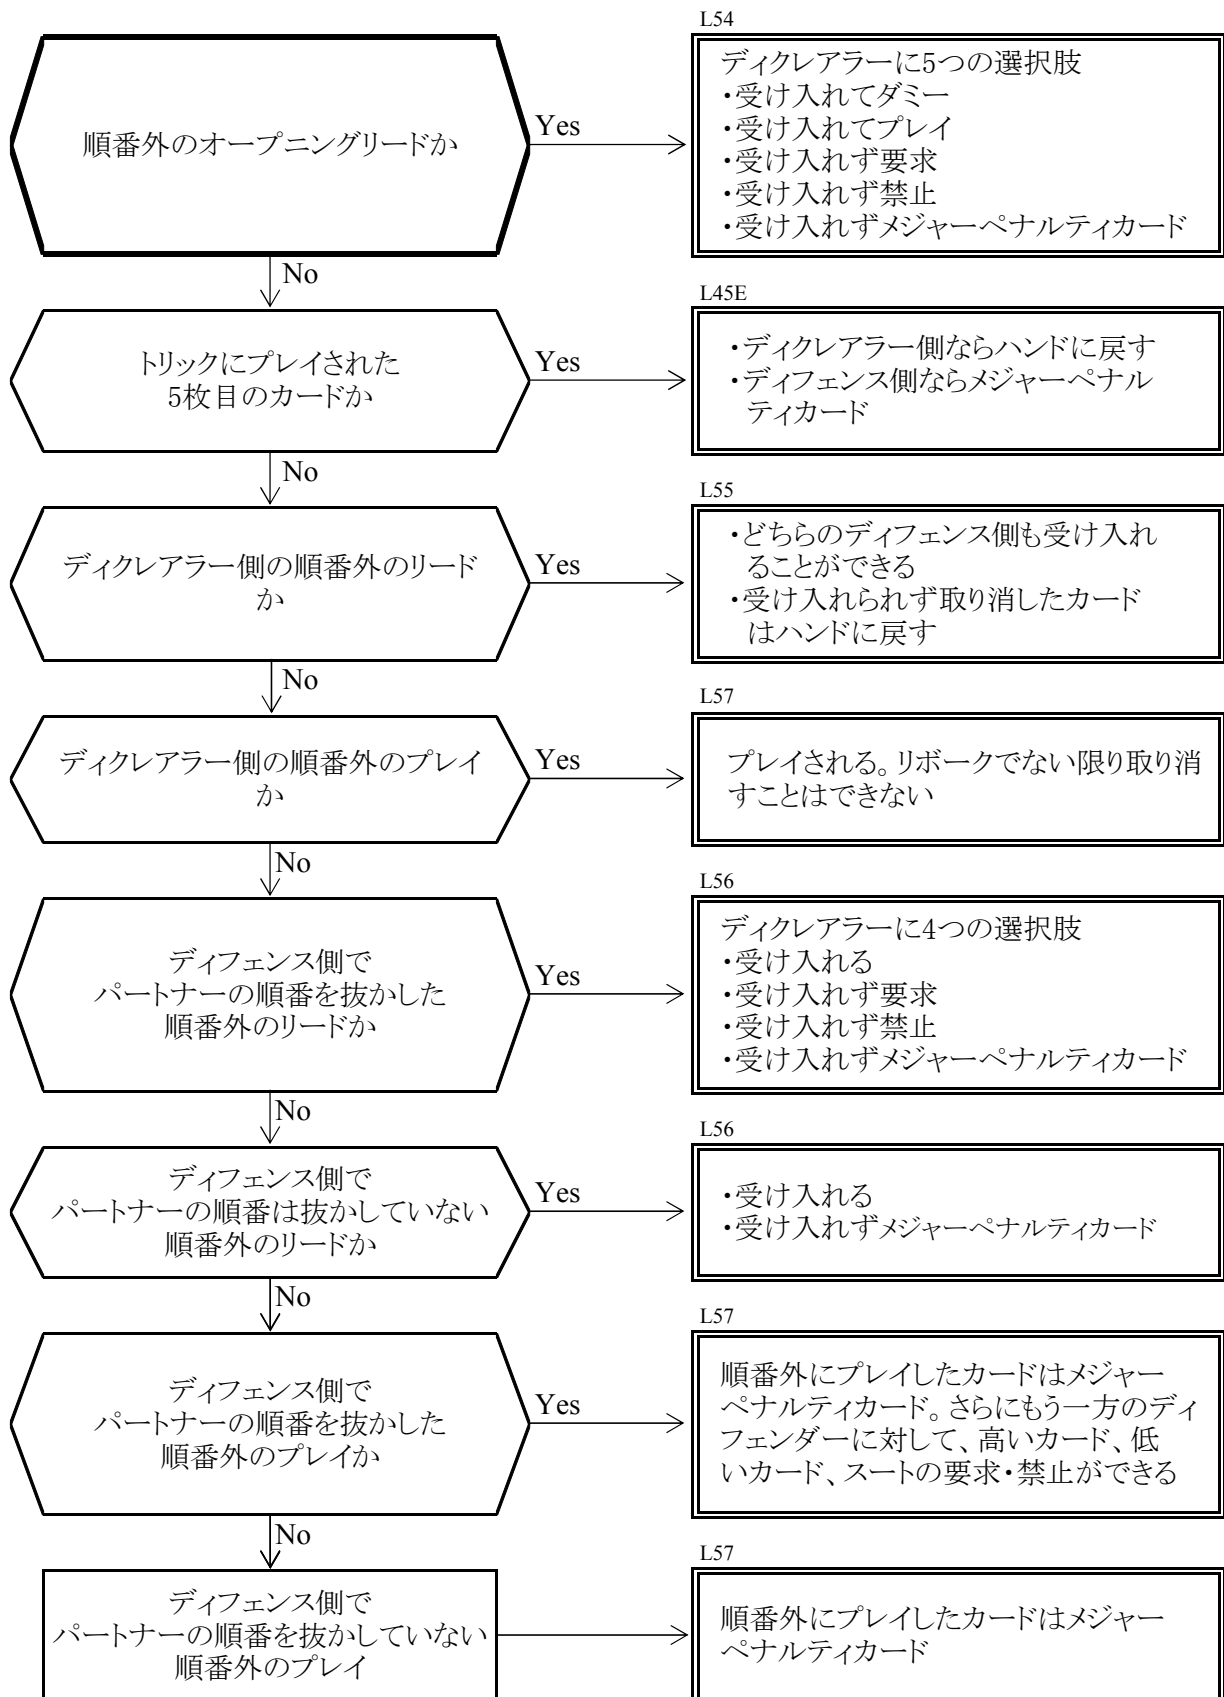 L54
順番外のオープニングリードか
Yes
ディクレアラーに5つの選択肢
・受け入れてダミー
・受け入れてプレイ
・受け入れず要求
・受け入れず禁止
・受け入れずメジャーペナルティカード
No
L45E
トリックにプレイされた
5枚目のカードか
Yes
・ディクレアラー側ならハンドに戻す
・ディフェンス側ならメジャーペナル
ティカード
No
L55
ディクレアラー側の順番外のリード
か
Yes
・どちらのディフェンス側も受け入れ
ることができる
・受け入れられず取り消したカード
はハンドに戻す
No
L57
ディクレアラー側の順番外のプレイ
か
Yes
プレイされる。リボークでない限り取り消
すことはできない
No
L56
ディフェンス側で
パートナーの順番を抜かした
順番外のリードか
Yes
ディクレアラーに4つの選択肢
・受け入れる
・受け入れず要求
・受け入れず禁止
・受け入れずメジャーペナルティカード
No
L56
ディフェンス側で
パートナーの順番は抜かしていない
順番外のリードか
Yes
・受け入れる
・受け入れずメジャーペナルティカード
No
L57
ディフェンス側で
パートナーの順番を抜かした
順番外のプレイか
Yes
順番外にプレイしたカードはメジャー
ペナルティカード。さらにもう一方のディ
フェンダーに対して、高いカード、低
いカード、スートの要求・禁止ができる
No
L57
ディフェンス側で
パートナーの順番を抜かしていない
順番外のプレイ
順番外にプレイしたカードはメジャー
ペナルティカード